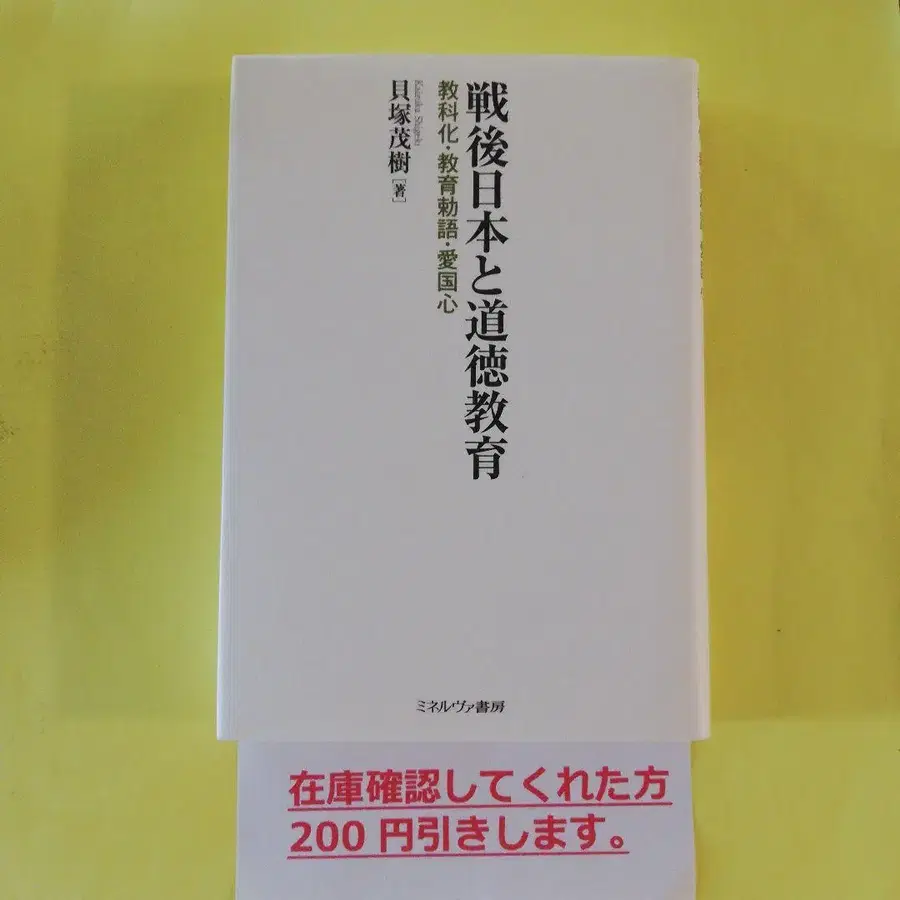 戦後日本と道徳教育
教科化・教育勅語・愛国心
貝塚茂樹[著]
Kaizuka Shigeki
ミネルヴァ書房
在庫確認してくれた方
200 円引きします。